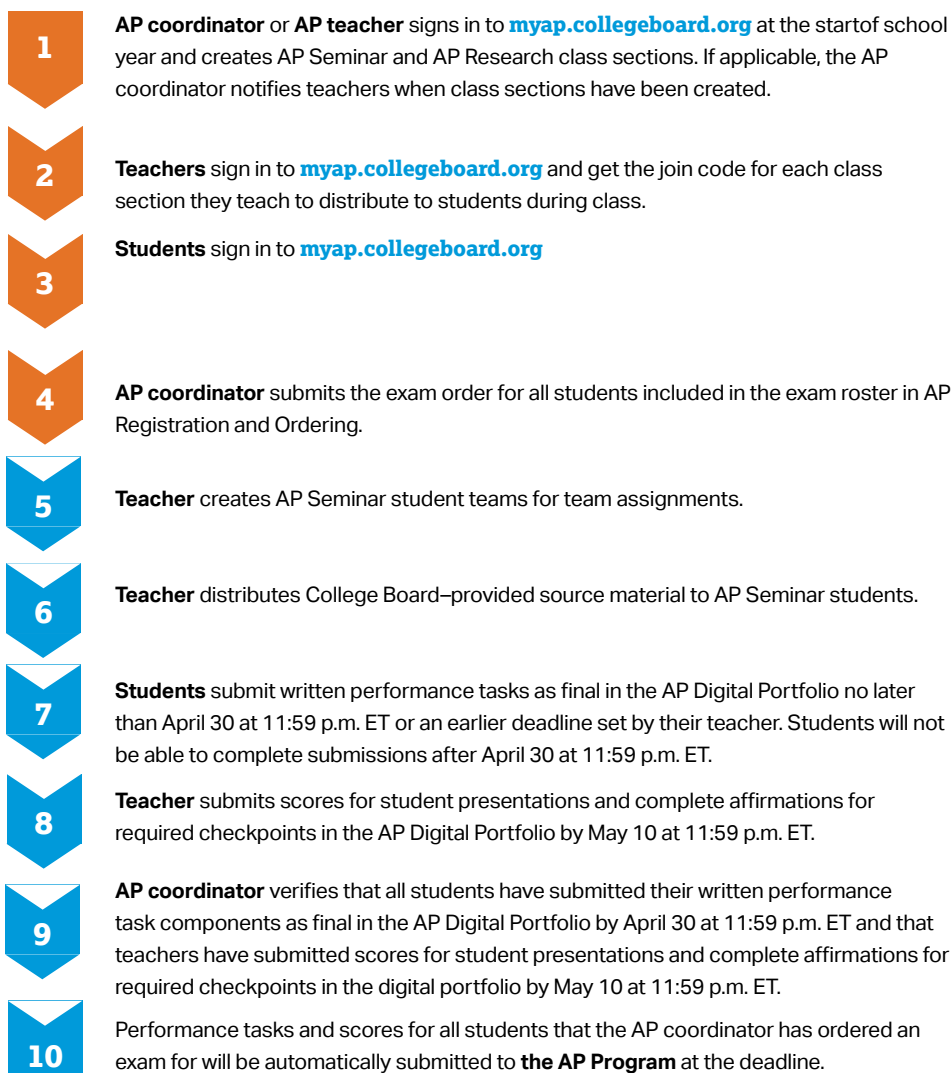 1
AP coordinator or AP teacher signs in to myap.collegeboard.org at the startof school
year and creates AP Seminar and AP Research class sections. If applicable, the AP
coordinator notifies teachers when class sections have been created.
2
Teachers sign in to myap.collegeboard.org and get the join code for each class
section they teach to distribute to students during class.
3
Students sign in to myap.collegeboard.org
4
AP coordinator submits the exam order for all students included in the exam roster in AP
Registration and Ordering.
5
Teacher creates AP Seminar student teams for team assignments.
6
Teacher distributes College Board–provided source material to AP Seminar students.
7
Students submit written performance tasks as final in the AP Digital Portfolio no later
than April 30 at 11:59 p.m. ET or an earlier deadline set by their teacher. Students will not
be able to complete submissions after April 30 at 11:59 p.m. ET.
8
Teacher submits scores for student presentations and complete affirmations for
required checkpoints in the AP Digital Portfolio by May 10 at 11:59 p.m. ET.
9
AP coordinator verifies that all students have submitted their written performance
task components as final in the AP Digital Portfolio by April 30 at 11:59 p.m. ET and that
teachers have submitted scores for student presentations and complete affirmations for
required checkpoints in the digital portfolio by May 10 at 11:59 p.m. ET.
10
Performance tasks and scores for all students that the AP coordinator has ordered an
exam for will be automatically submitted to the AP Program at the deadline.